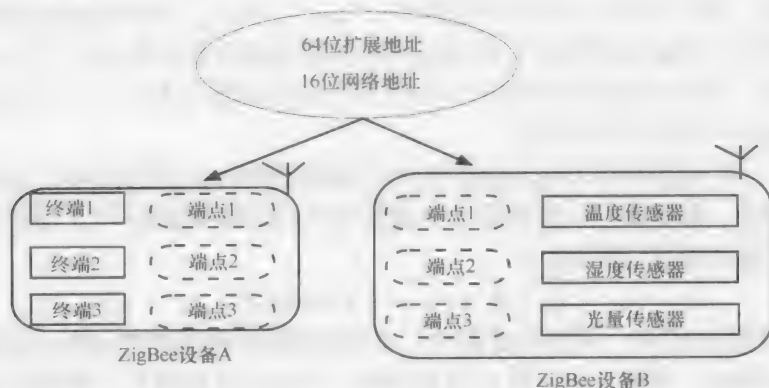 64位扩展地址
16位网络地址
终端1
端点1
终端2
端点2
终端3
端点3
ZigBee设备A
端点1
温度传感器
端点2
湿度传感器
端点3
光量传感器
ZigBee设备B